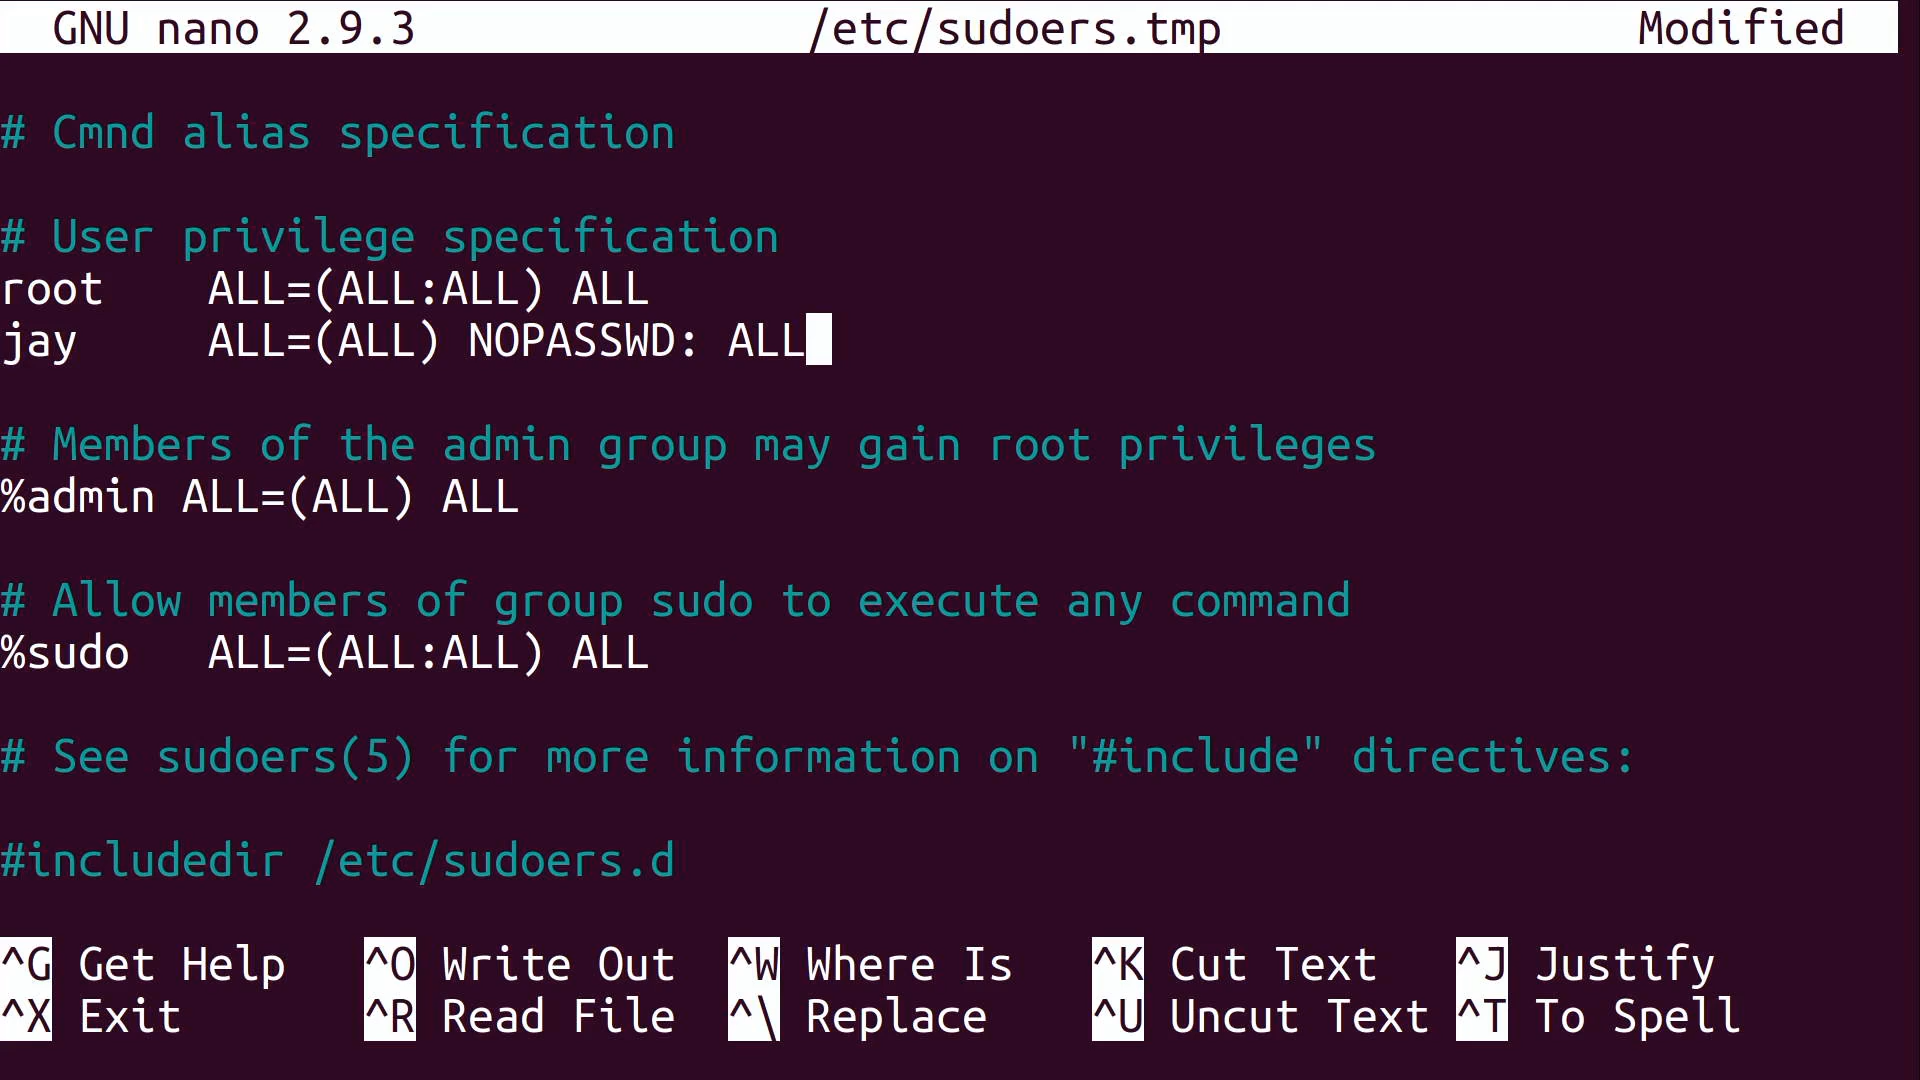 GNU nano 2.9.3 /etc/sudoers.tmp Modified
# Cmnd alias specification
# User privilege specification
root    ALL=(ALL:ALL) ALL
jay     ALL=(ALL) NOPASSWD: ALL
# Members of the admin group may gain root privileges
%admin ALL=(ALL) ALL
# Allow members of group sudo to execute any command
%sudo   ALL=(ALL:ALL) ALL
# See sudoers(5) for more information on "#include" directives:
#includedir /etc/sudoers.d
^G Get Help ^O Write Out ^W Where Is ^K Cut Text ^J Justify
^X Exit ^R Read File ^\ Replace ^U Uncut Text ^T To Spell